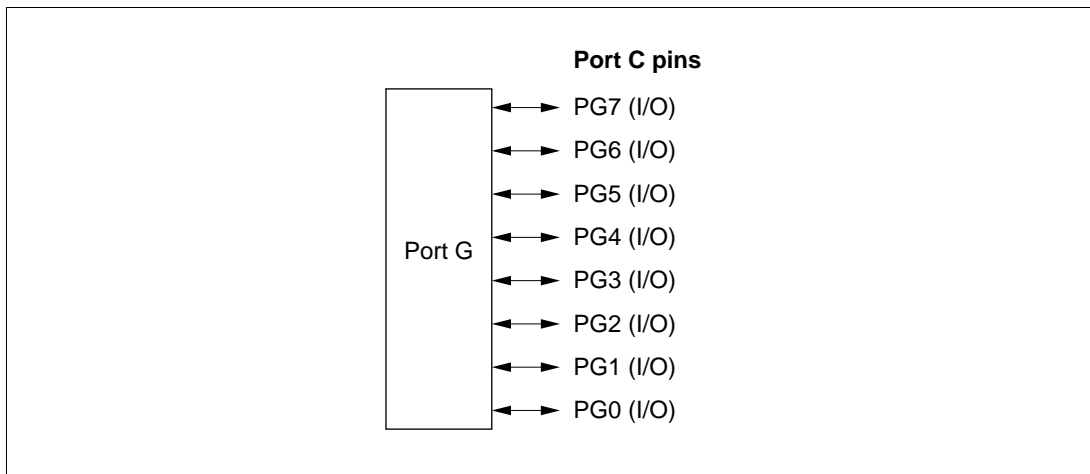 Port C pins
PG7 (I/O)
PG6 (I/O)
PG5 (I/O)
PG4 (I/O)
Port G
PG3 (I/O)
PG2 (I/O)
PG1 (I/O)
PG0 (I/O)